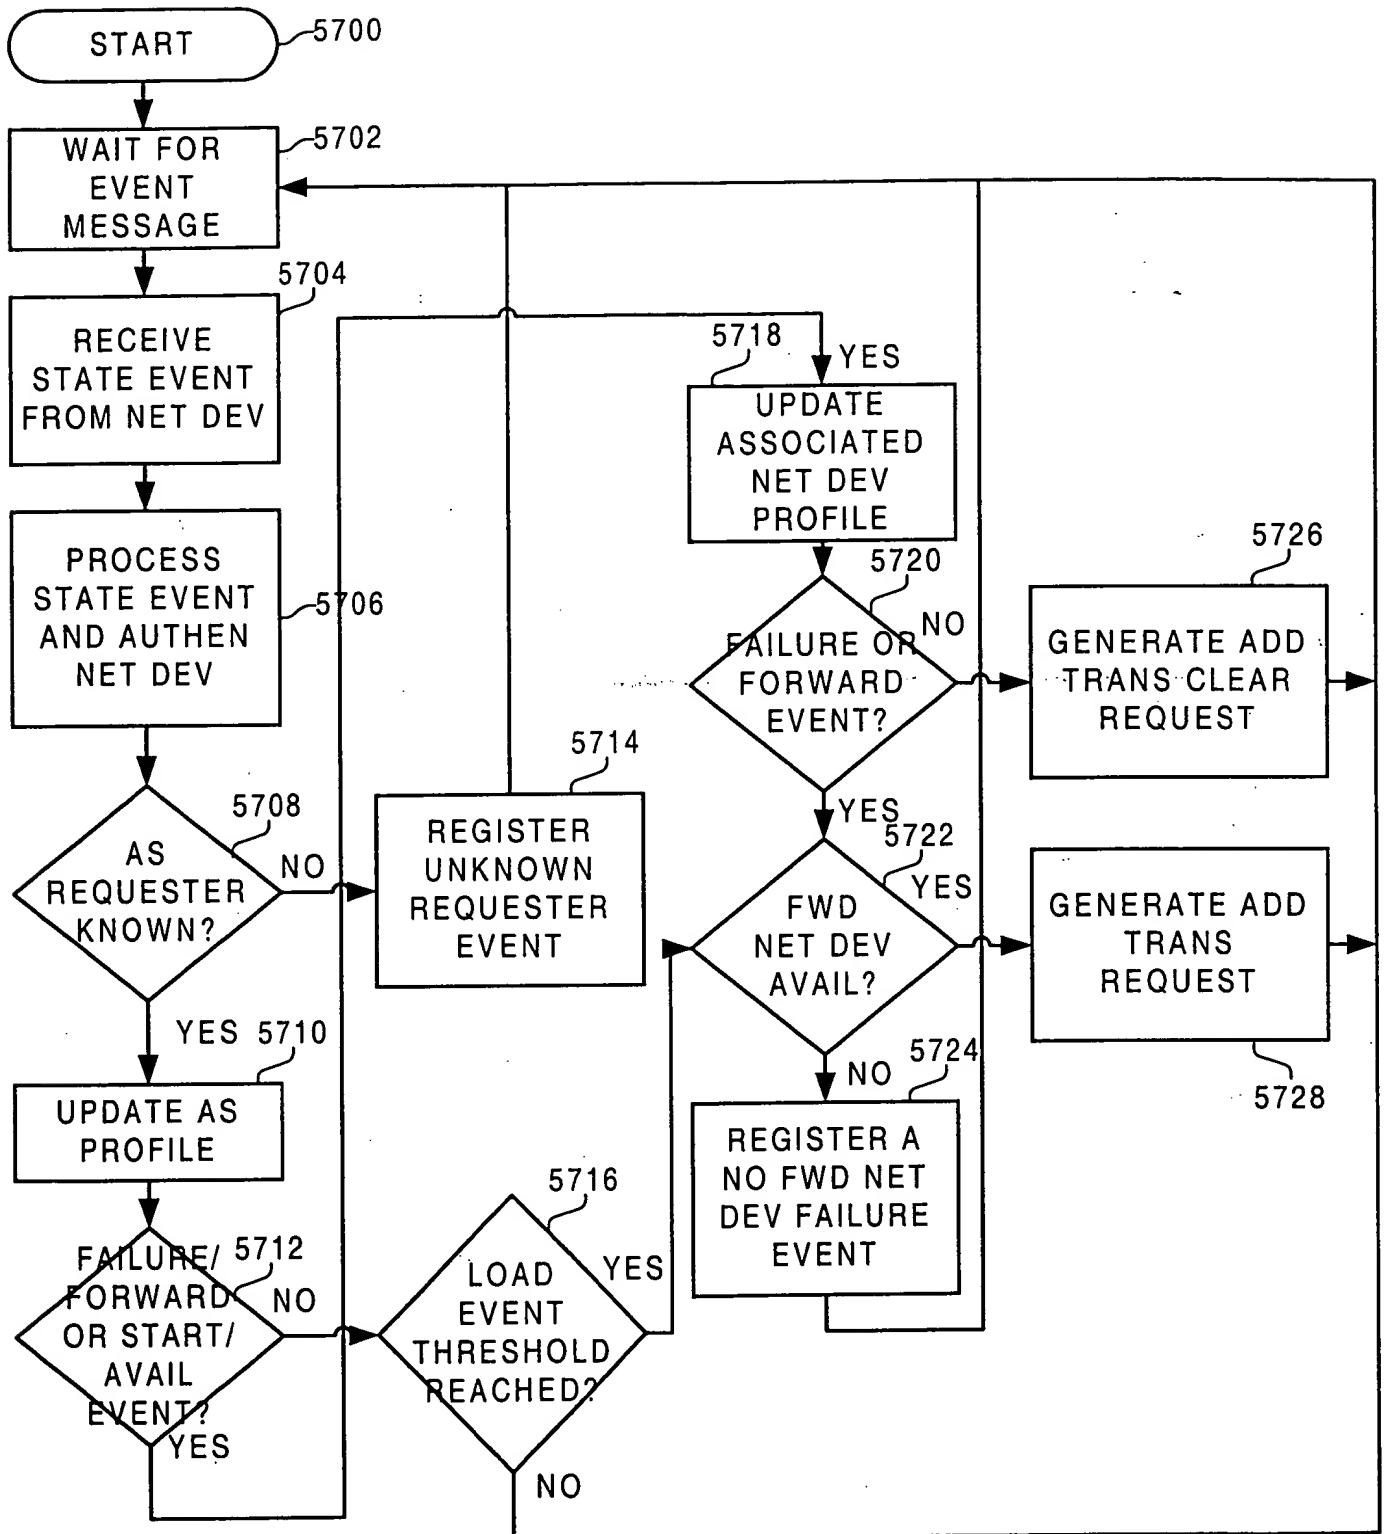 START
5700
WAIT FOR
EVENT
MESSAGE
5702
5704
RECEIVE
STATE EVENT
FROM NET DEV
PROCESS
STATE EVENT
AND AUTHEN
NET DEV
5706
5708
AS
REQUESTER
KNOWN?
NO
YES
5710
UPDATE AS
PROFILE
5712
FAILURE/
FORWARD
OR START/
AVAIL
EVENT?
NO
YES
5714
REGISTER
UNKNOWN
REQUESTER
EVENT
5716
LOAD
EVENT
THRESHOLD
REACHED?
YES
NO
5718
YES
UPDATE
ASSOCIATED
NET DEV
PROFILE
5720
FAILURE OR
FORWARD
EVENT?
NO
YES
5722
FWD
NET DEV
AVAIL?
YES
NO
5724
REGISTER A
NO FWD NET
DEV FAILURE
EVENT
5726
GENERATE ADD
TRANS CLEAR
REQUEST
GENERATE ADD
TRANS
REQUEST
5728